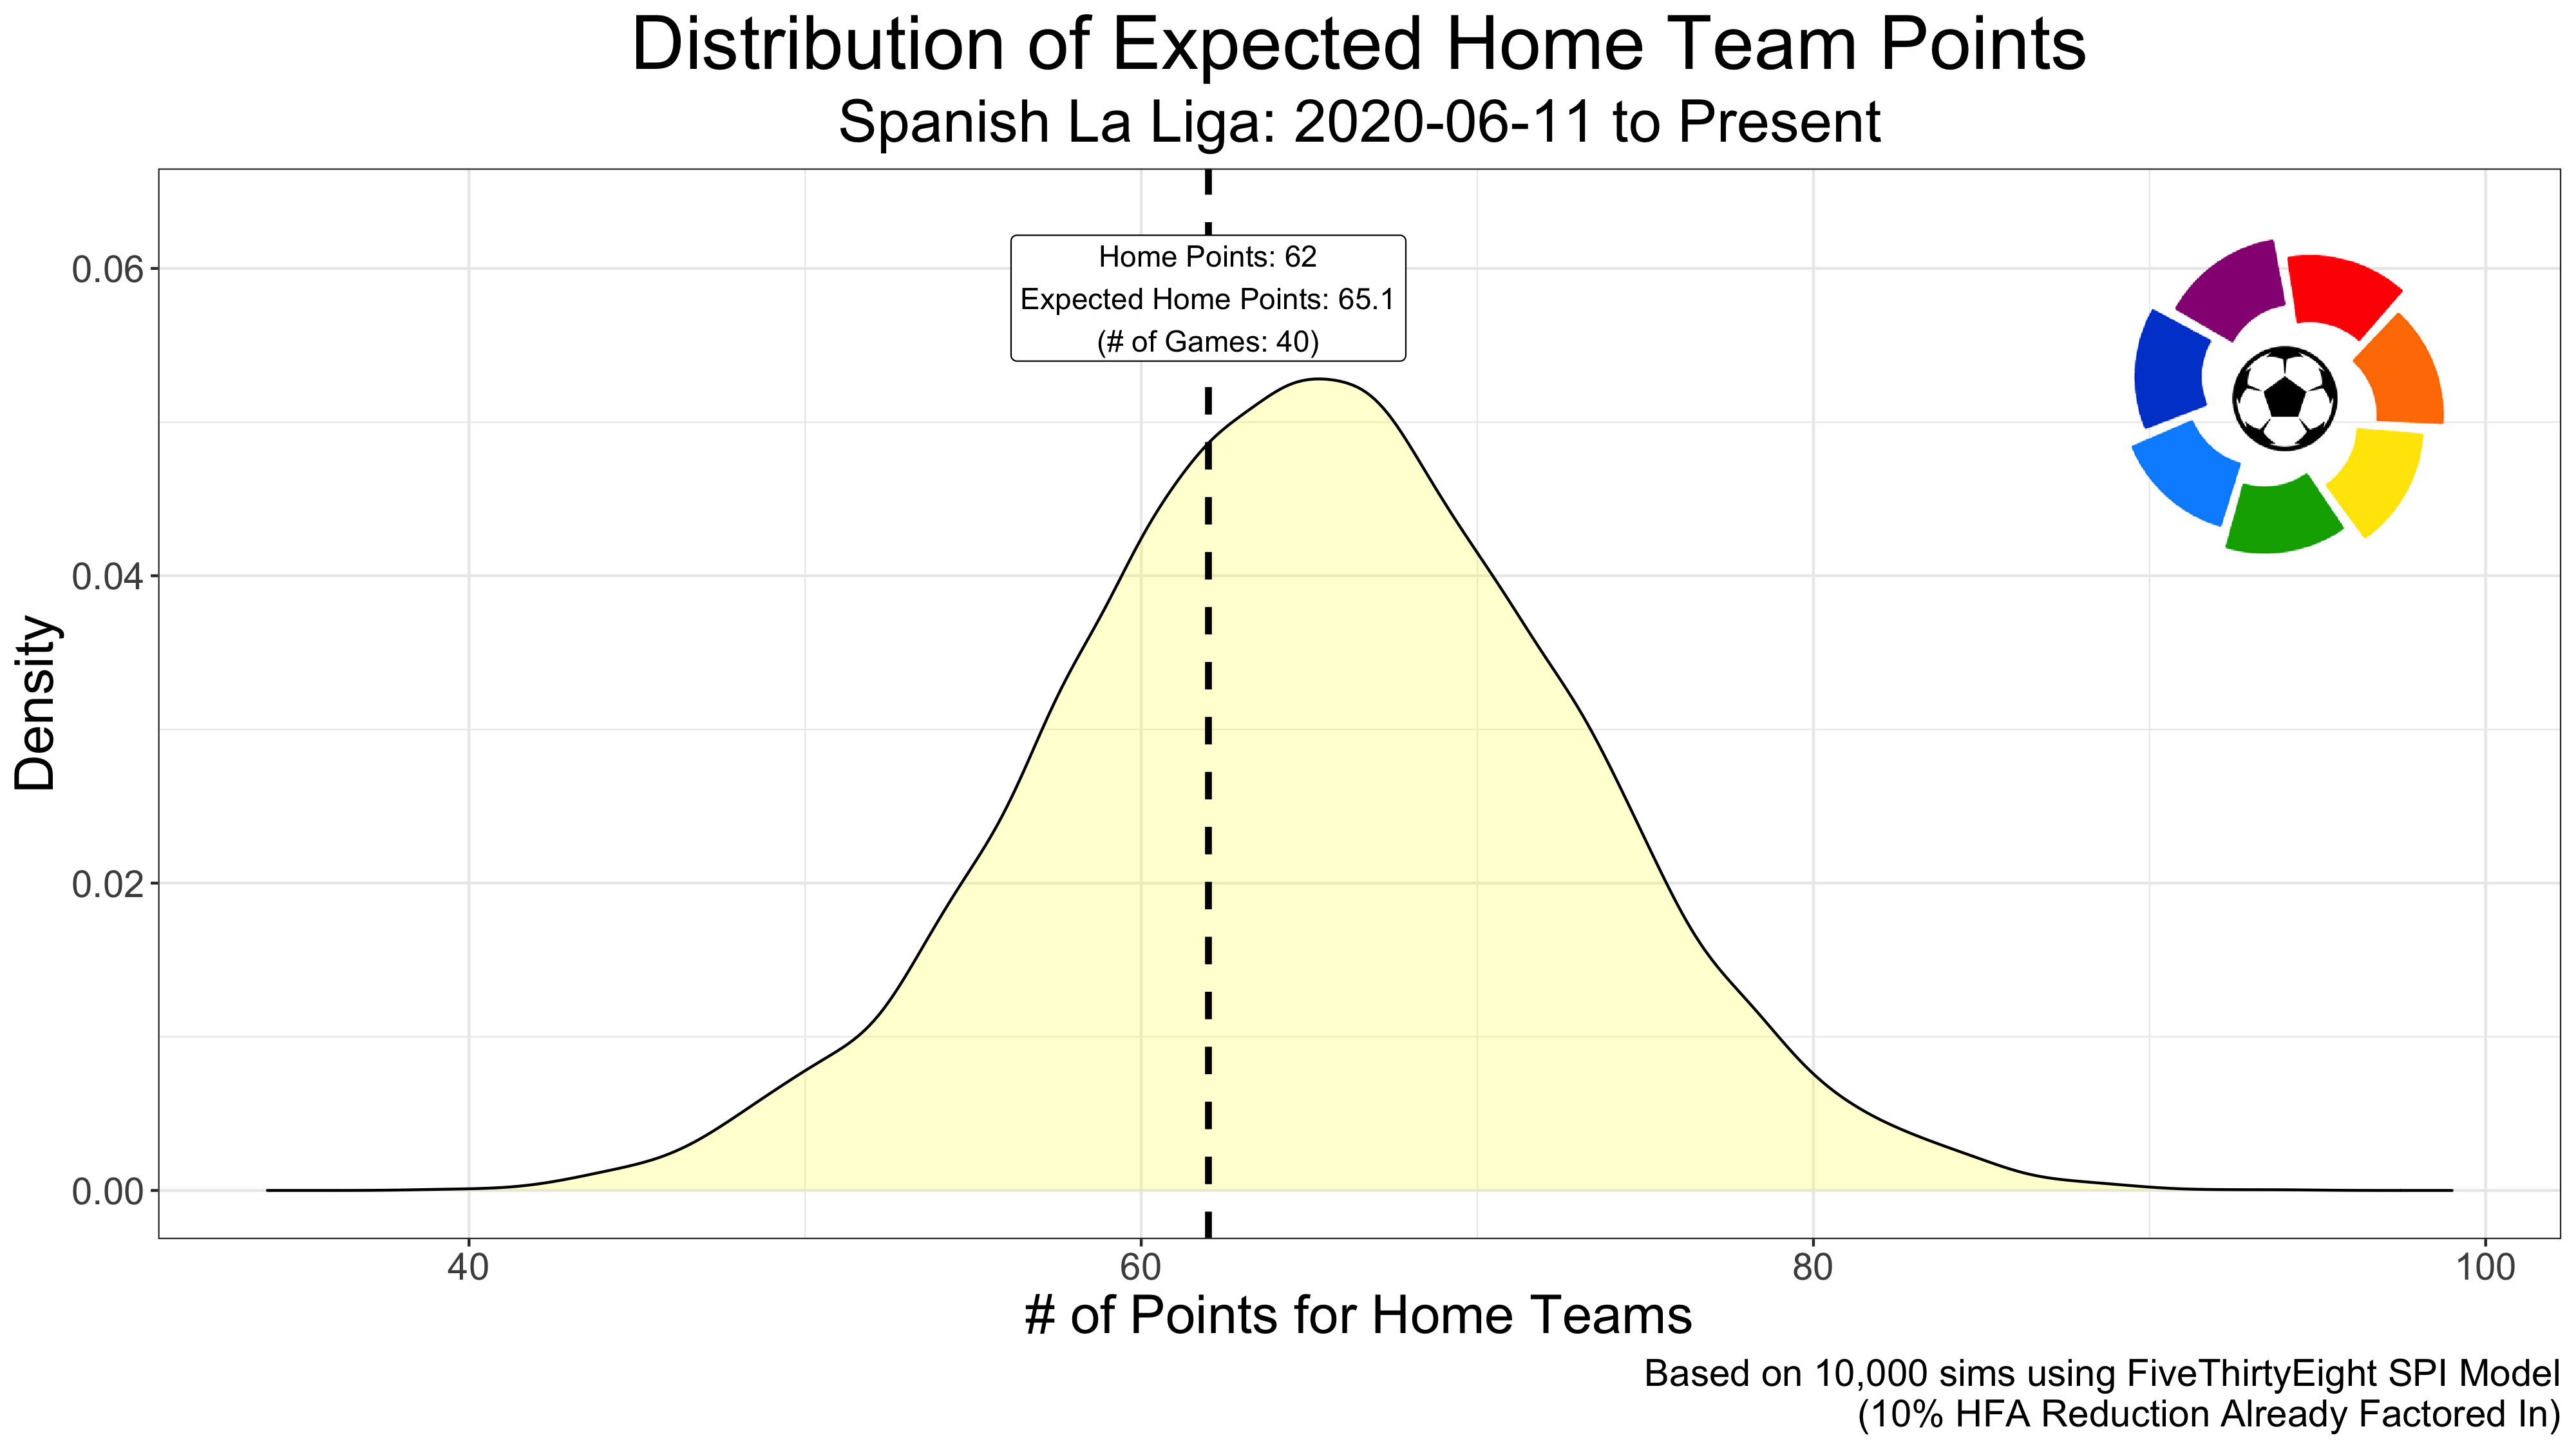 Distribution of Expected Home Team Points
Spanish La Liga: 2020-06-11 to Present
Home Points: 62
Expected Home Points: 65.1
(# of Games: 40)
0.06
0.04
0.02
0.00
Density
40 60 80 100
# of Points for Home Teams
Based on 10,000 sims using FiveThirtyEight SPI Model
(10% HFA Reduction Already Factored In)